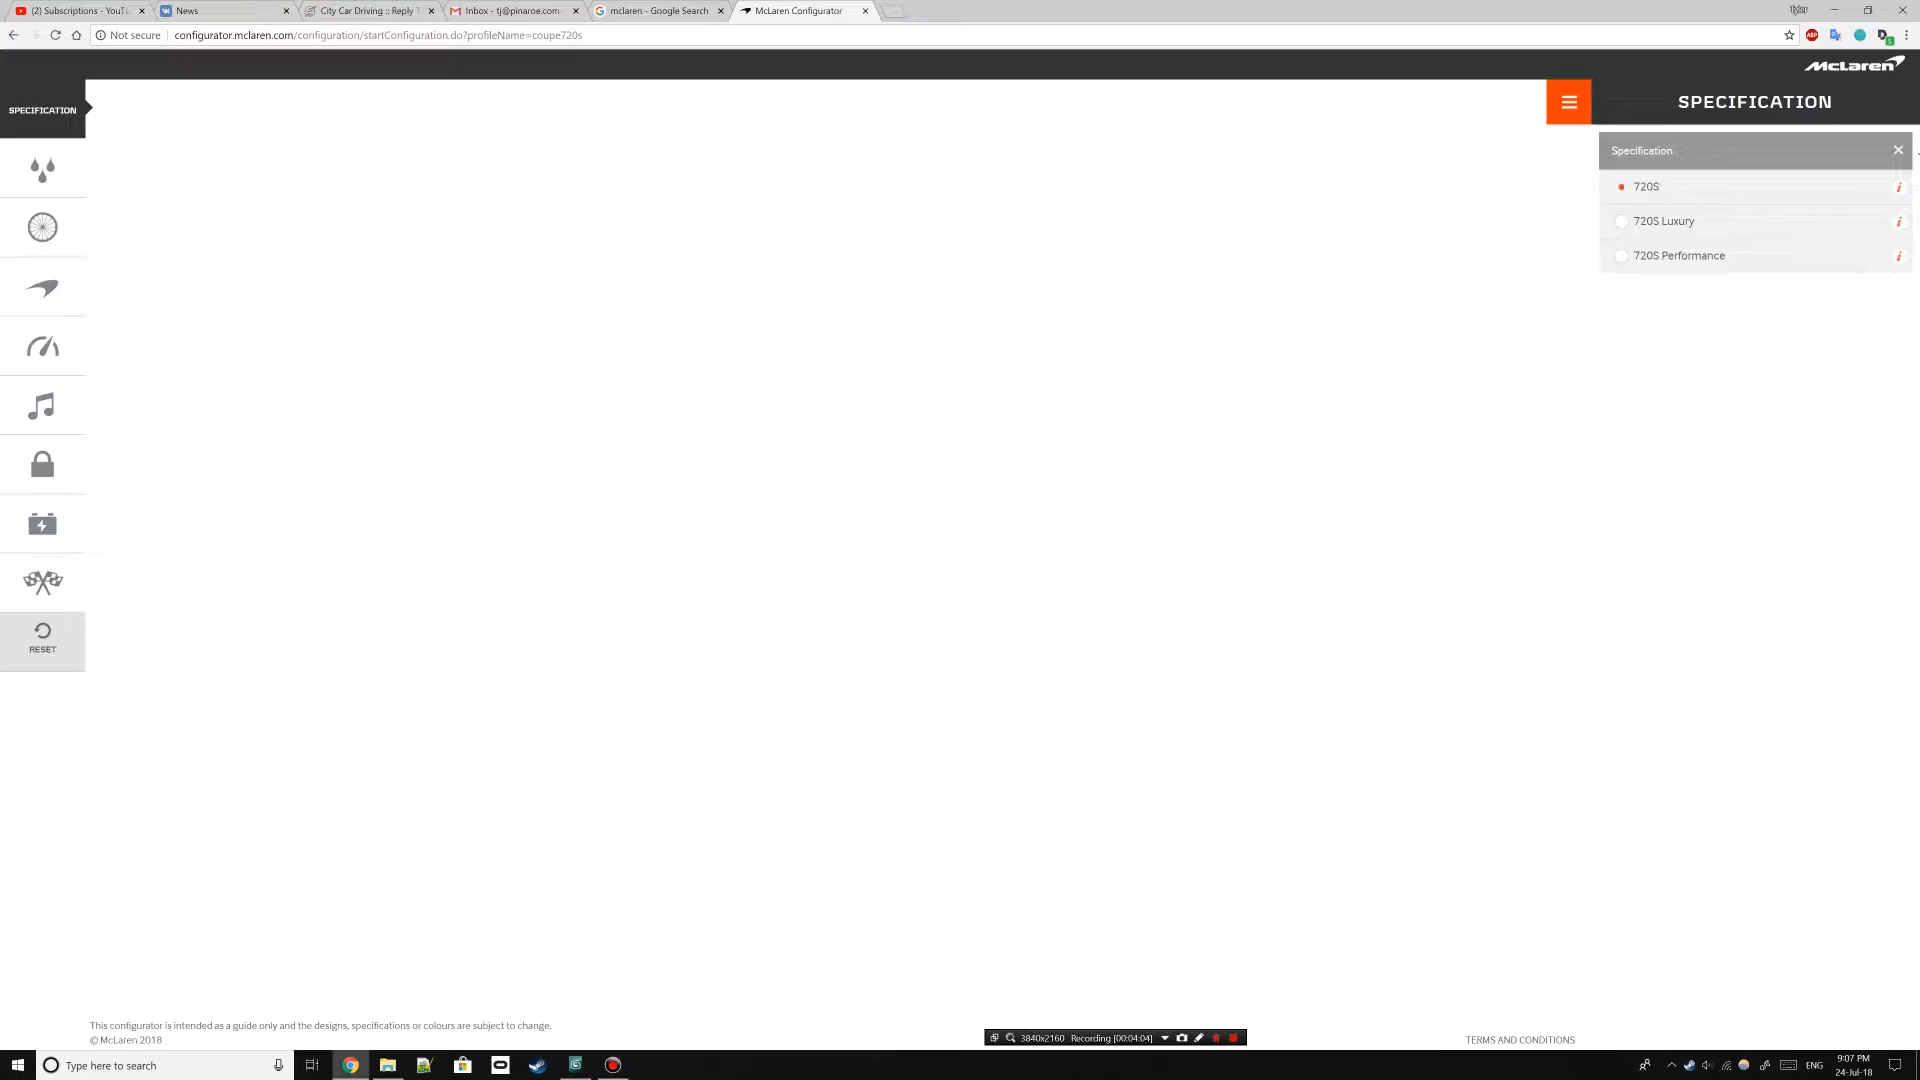 (2) Subscriptions - YouTu
News
City Car Driving :: Reply T
Inbox - tj@pinaroe.com
mclaren - Google Search
McLaren Configurator
Tyler
Not secure
configurator.mclaren.com/configuration/startConfiguration.do?profileName=coupe720s
ABP
McLaren
SPECIFICATION
SPECIFICATION
Specification
720S
i
720S Luxury
i
720S Performance
i
RESET
This configurator is intended as a guide only and the designs, specifications or colours are subject to change.
© McLaren 2018
3840x2160 Recording [00:04:04]
TERMS AND CONDITIONS
Type here to search
ENG
9:07 PM
24-Jul-18